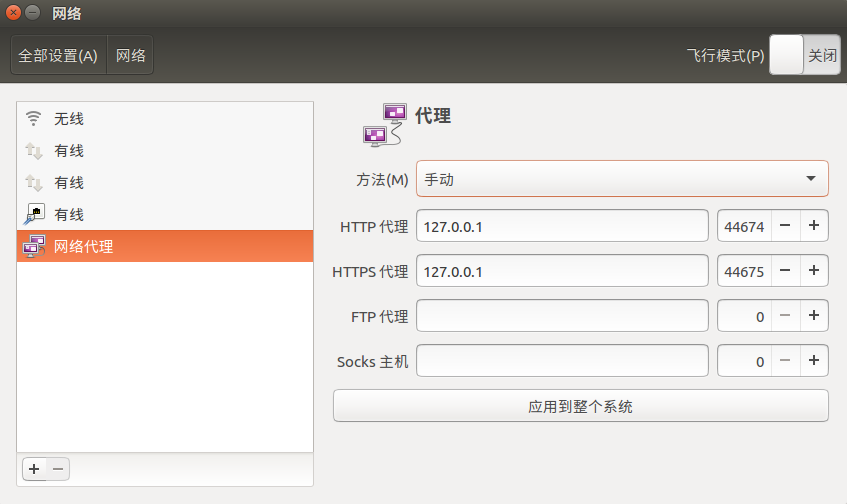 网络
全部设置(A) 网络 飞行模式(P) 关闭
无线
有线
有线
有线
网络代理
代理
方法(M) 手动
HTTP 代理 127.0.0.1 44674 − +
HTTPS 代理 127.0.0.1 44675 − +
FTP 代理 0 − +
Socks 主机 0 − +
应用到整个系统
+ −